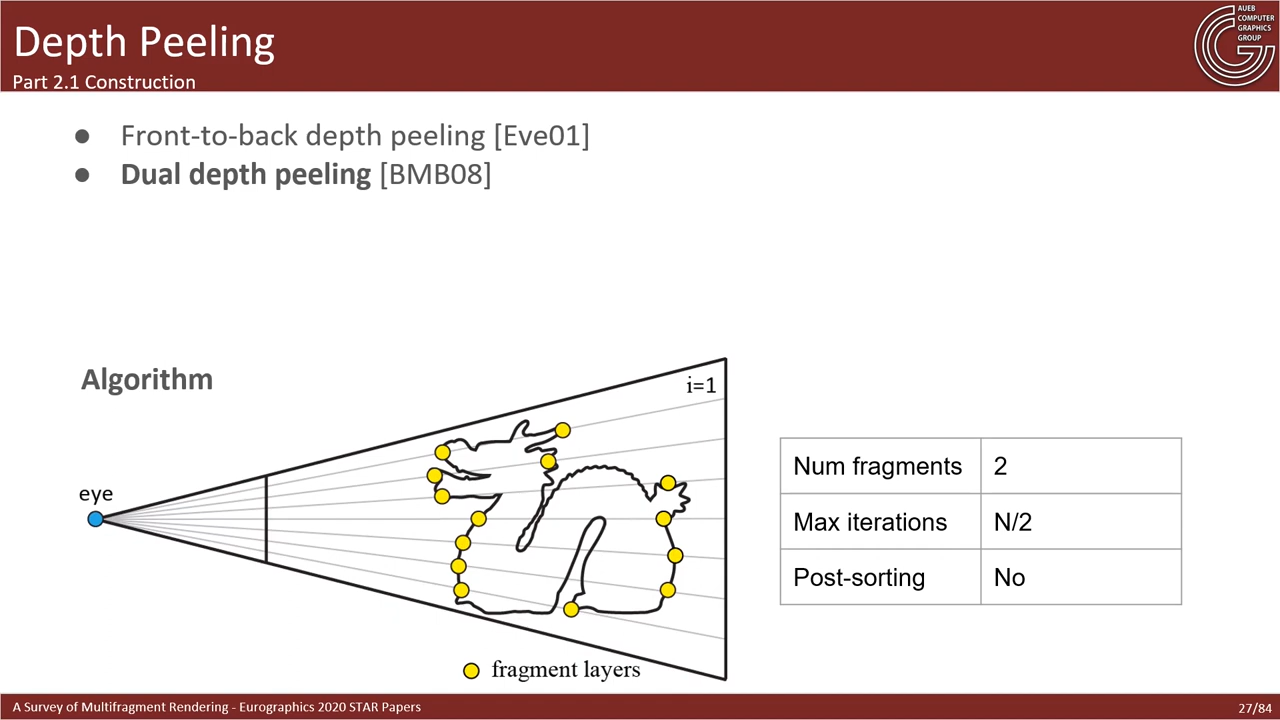 Depth Peeling
Part 2.1 Construction
AUEB
COMPUTER
GRAPHICS
GROUP
● Front-to-back depth peeling [Eve01]
● Dual depth peeling [BMB08]
Algorithm
i=1
eye
fragment layers
Num fragments 2
Max iterations N/2
Post-sorting No
A Survey of Multifragment Rendering - Eurographics 2020 STAR Papers
27/84